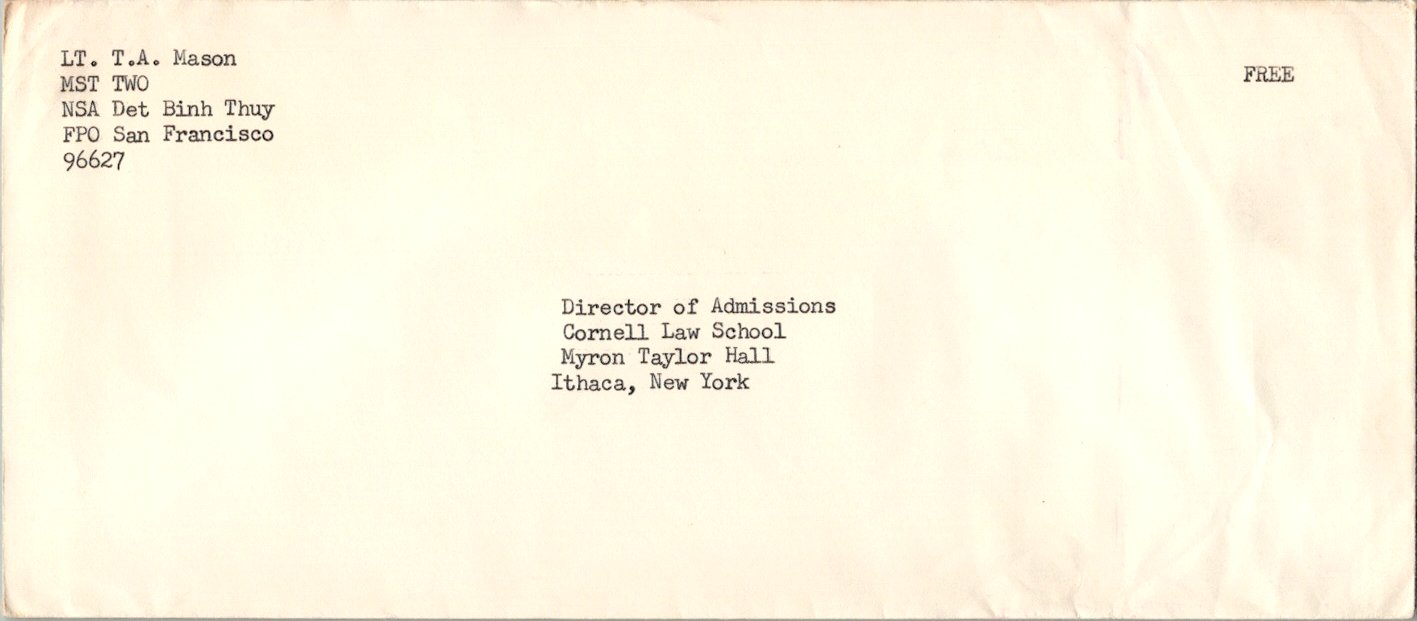 LT. T.A. Mason
MST TWO
NSA Det Binh Thuy
FPO San Francisco
96627
FREE
Director of Admissions
Cornell Law School
Myron Taylor Hall
Ithaca, New York